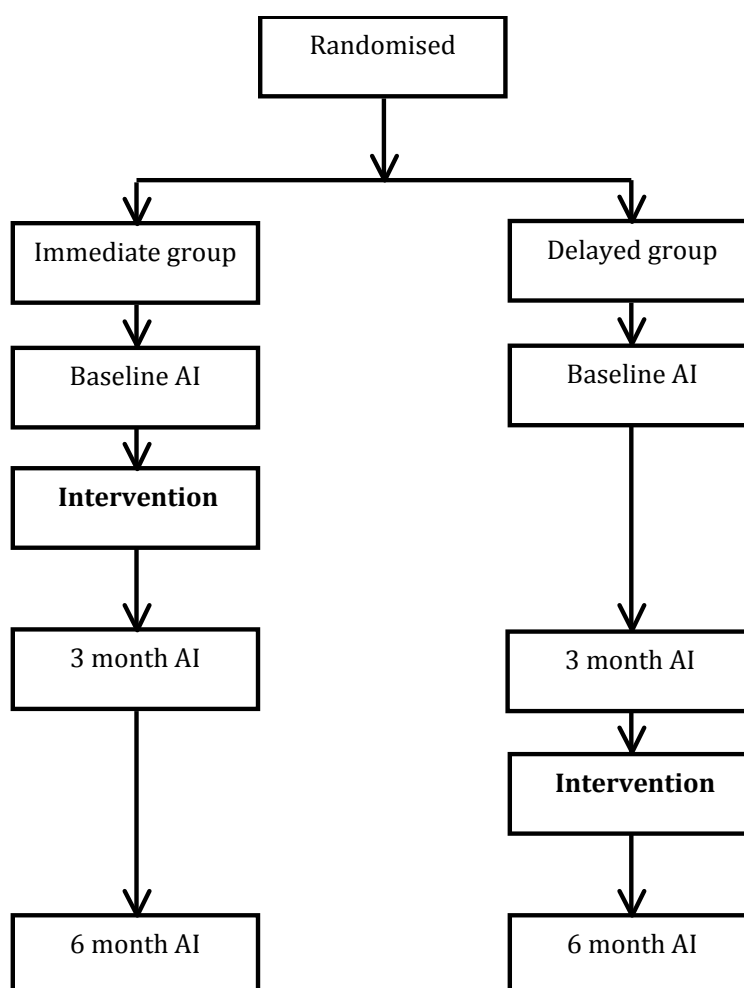 Randomised
Immediate group
Delayed group
Baseline AI
Baseline AI
Intervention
3 month AI
3 month AI
Intervention
6 month AI
6 month AI